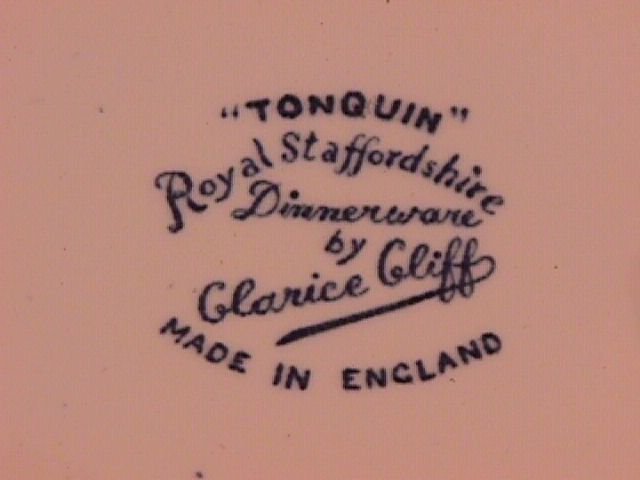 "TONQUIN"
Royal Staffordshire
Dinnerware
by
Clarice Cliff
MADE IN ENGLAND